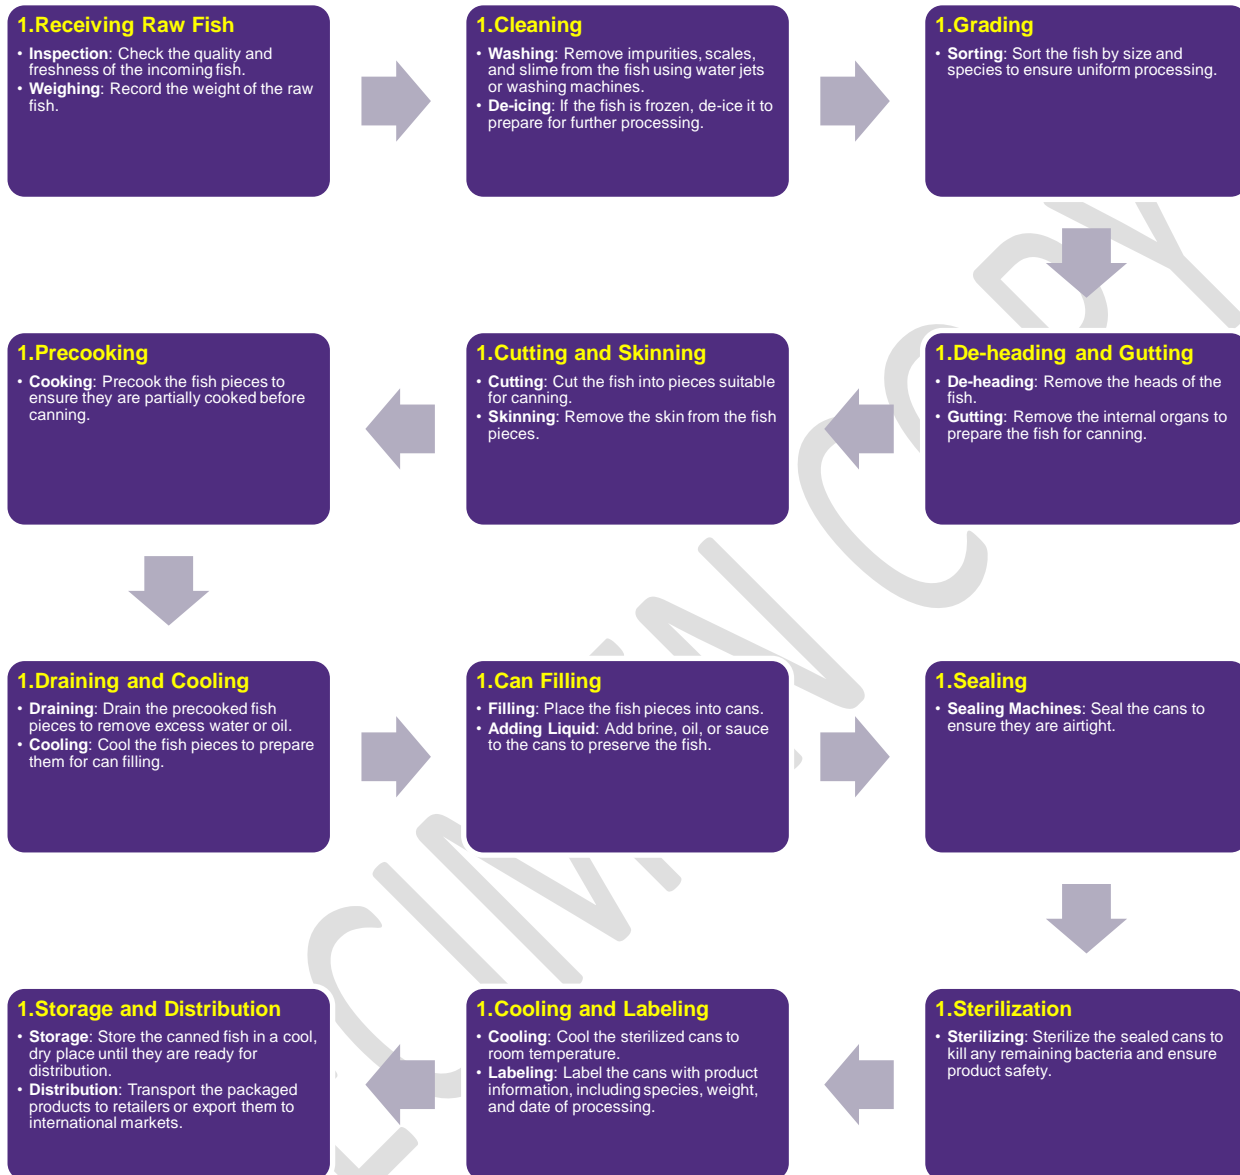 1.Receiving Raw Fish
• Inspection: Check the quality and
freshness of the incoming fish.
• Weighing: Record the weight of the raw
fish.
1.Cleaning
• Washing: Remove impurities, scales,
and slime from the fish using water jets
or washing machines.
• De-icing: If the fish is frozen, de-ice it to
prepare for further processing.
1.Grading
• Sorting: Sort the fish by size and
species to ensure uniform processing.
1.De-heading and Gutting
• De-heading: Remove the heads of the
fish.
• Gutting: Remove the internal organs to
prepare the fish for canning.
1.Cutting and Skinning
• Cutting: Cut the fish into pieces suitable
for canning.
• Skinning: Remove the skin from the fish
pieces.
1.Precooking
• Cooking: Precook the fish pieces to
ensure they are partially cooked before
canning.
1.Draining and Cooling
• Draining: Drain the precooked fish
pieces to remove excess water or oil.
• Cooling: Cool the fish pieces to prepare
them for can filling.
1.Can Filling
• Filling: Place the fish pieces into cans.
• Adding Liquid: Add brine, oil, or sauce
to the cans to preserve the fish.
1.Sealing
• Sealing Machines: Seal the cans to
ensure they are airtight.
1.Sterilization
• Sterilizing: Sterilize the sealed cans to
kill any remaining bacteria and ensure
product safety.
1.Cooling and Labeling
• Cooling: Cool the sterilized cans to
room temperature.
• Labeling: Label the cans with product
information, including species, weight,
and date of processing.
1.Storage and Distribution
• Storage: Store the canned fish in a cool,
dry place until they are ready for
distribution.
• Distribution: Transport the packaged
products to retailers or export them to
international markets.